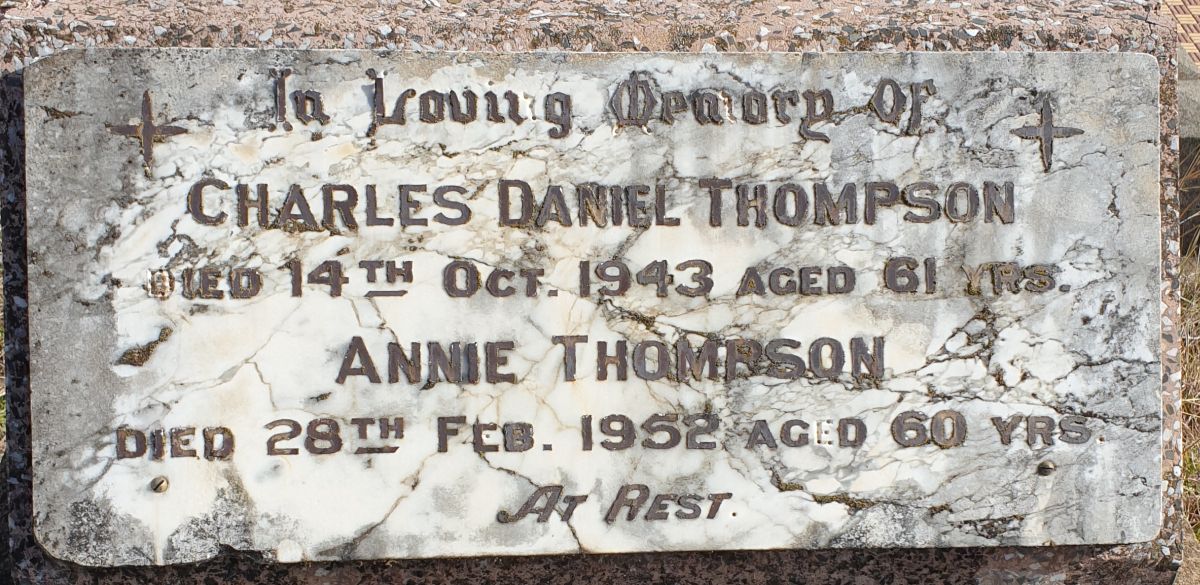 In Loving Memory Of
CHARLES DANIEL THOMPSON
DIED 14TH OCT. 1943 AGED 61 YRS.
ANNIE THOMPSON
DIED 28TH FEB. 1952 AGED 60 YRS.
AT REST.